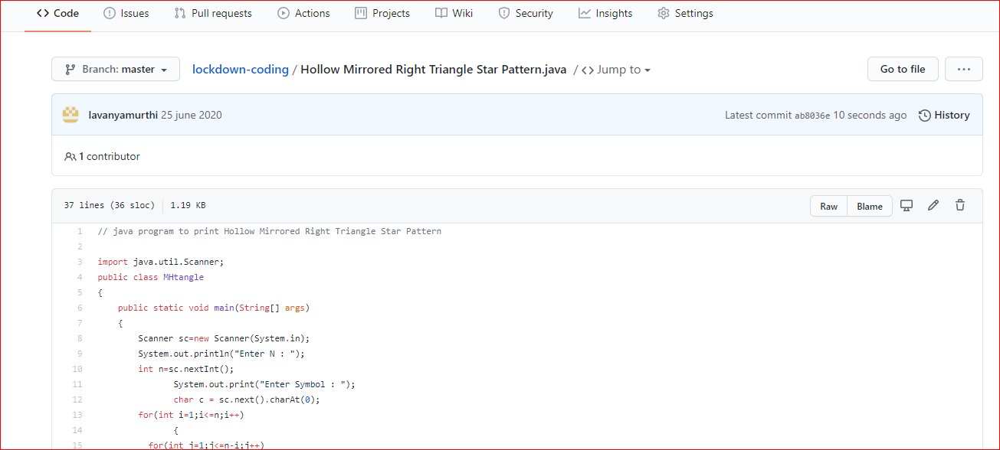 <> Code Issues Pull requests Actions Projects Wiki Security Insights Settings
Branch: master lockdown-coding / Hollow Mirrored Right Triangle Star Pattern.java / <> Jump to Go to file ...
lavanyamurthi 25 june 2020 Latest commit ab8036e 10 seconds ago History
1 contributor
37 lines (36 sloc) 1.19 KB Raw Blame
1 // java program to print Hollow Mirrored Right Triangle Star Pattern
2
3 import java.util.Scanner;
4 public class MHtangle
5 {
6 public static void main(String[] args)
7 {
8 Scanner sc=new Scanner(System.in);
9 System.out.println("Enter N : ");
10 int n=sc.nextInt();
11 System.out.print("Enter Symbol : ");
12 char c = sc.next().charAt(0);
13 for(int i=1;i<=n;i++)
14 {
15 for(int j=1;j<=n-i;j++)